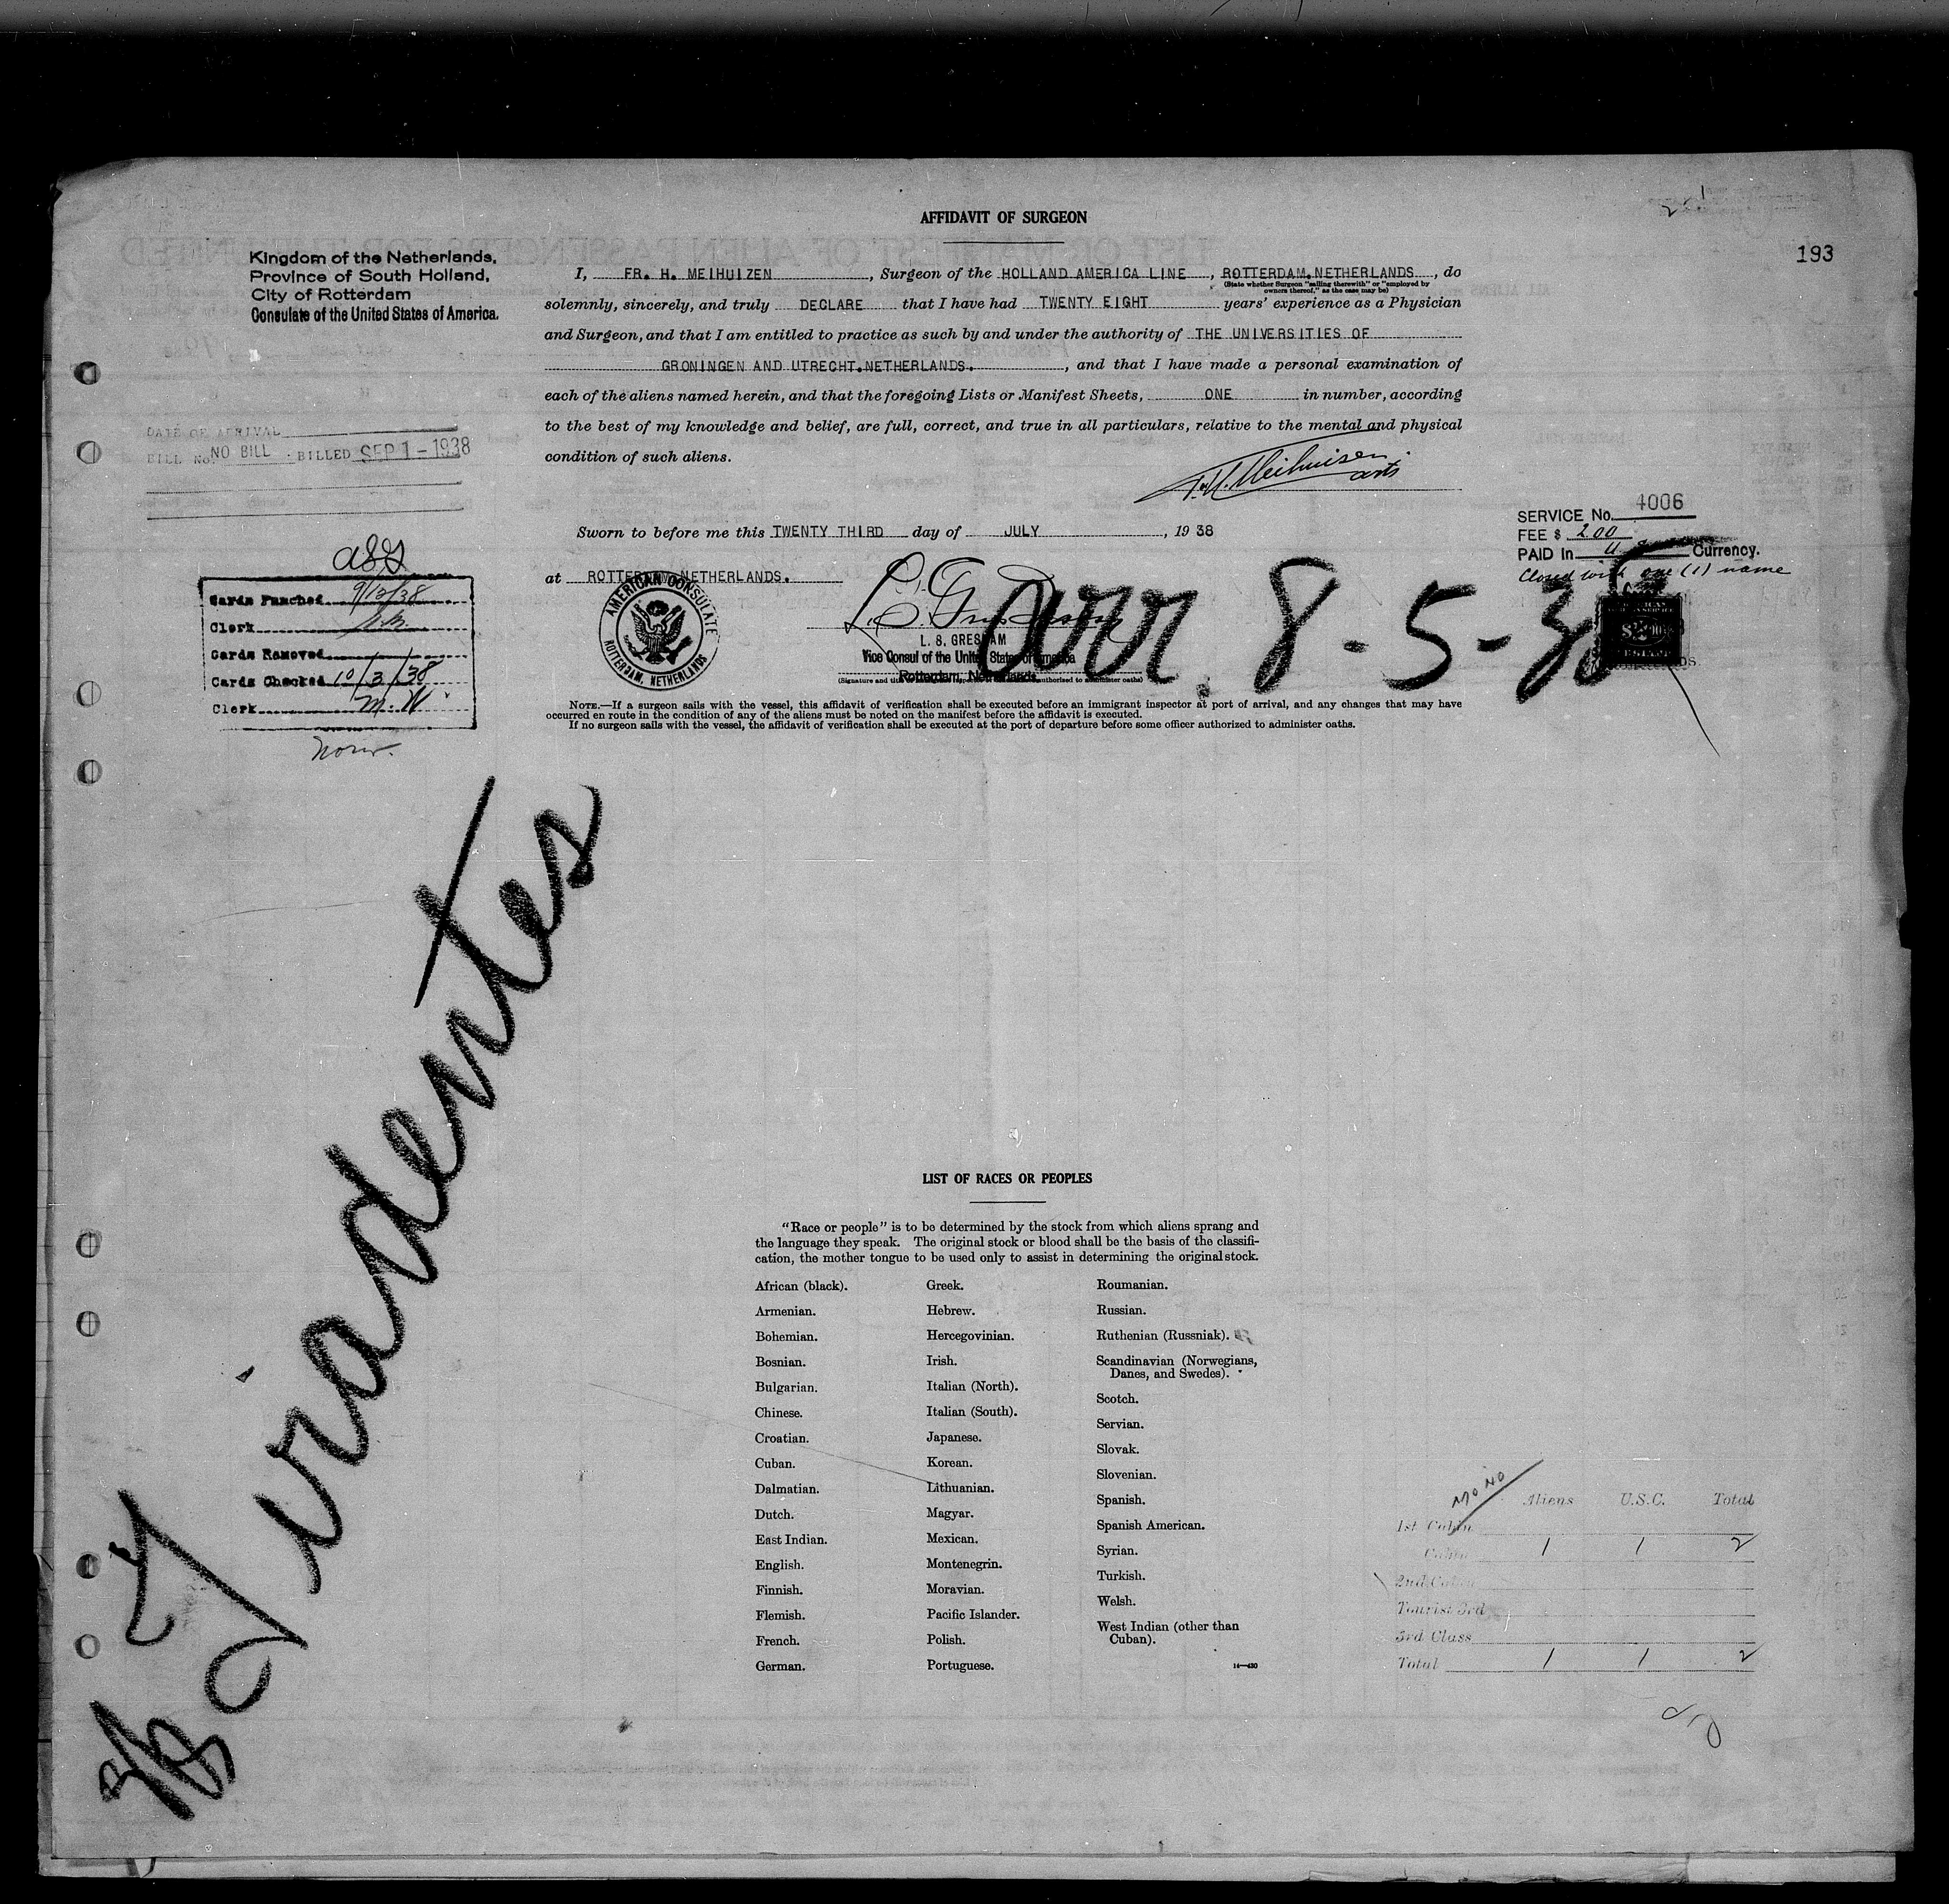 AFFIDAVIT OF SURGEON
193
Kingdom of the Netherlands,
Province of South Holland,
City of Rotterdam
Consulate of the United States of America.
I, FR. H. MEIHUIZEN, Surgeon of the HOLLAND AMERICA LINE, ROTTERDAM.NETHERLANDS, do
(State whether Surgeon "sailing therewith" or "employed by
owners thereof," as the case may be)
solemnly, sincerely, and truly DECLARE that I have had TWENTY EIGHT years' experience as a Physician
and Surgeon, and that I am entitled to practice as such by and under the authority of THE UNIVERSITIES OF
GRONINGEN AND UTRECHT.NETHERLANDS., and that I have made a personal examination of
each of the aliens named herein, and that the foregoing Lists or Manifest Sheets, ONE in number, according
to the best of my knowledge and belief, are full, correct, and true in all particulars, relative to the mental and physical
condition of such aliens.
DATE OF ARRIVAL
BILL No. NO BILL BILLED SEP 1 - 1938
Sworn to before me this TWENTY THIRD day of JULY, 1938
at ROTTERDAM NETHERLANDS.
AMERICAN CONSULATE
ROTTERDAM, NETHERLANDS
L. S. GRESHAM
Vice Consul of the United States of America
Rotterdam, Netherlands
Arr. 8-5-38
SERVICE No. 4006
FEE $ 2.00
PAID In U S Currency.
Closed with one (1) name
Cards Punched 9/13/38
Clerk
Cards Removed
Cards Checked 10/3/38
Clerk M. W.
Norw.
NOTE.—If a surgeon sails with the vessel, this affidavit of verification shall be executed before an immigrant inspector at port of arrival, and any changes that may have
occurred en route in the condition of any of the aliens must be noted on the manifest before the affidavit is executed.
If no surgeon sails with the vessel, the affidavit of verification shall be executed at the port of departure before some officer authorized to administer oaths.
Tiradentes
LIST OF RACES OR PEOPLES
"Race or people" is to be determined by the stock from which aliens sprang and
the language they speak. The original stock or blood shall be the basis of the classifi-
cation, the mother tongue to be used only to assist in determining the original stock.
African (black).
Armenian.
Bohemian.
Bosnian.
Bulgarian.
Chinese.
Croatian.
Cuban.
Dalmatian.
Dutch.
East Indian.
English.
Finnish.
Flemish.
French.
German.
Greek.
Hebrew.
Hercegovinian.
Irish.
Italian (North).
Italian (South).
Japanese.
Korean.
Lithuanian.
Magyar.
Mexican.
Montenegrin.
Moravian.
Pacific Islander.
Polish.
Portuguese.
Roumanian.
Russian.
Ruthenian (Russniak).
Scandinavian (Norwegians,
Danes, and Swedes).
Scotch.
Servian.
Slovak.
Slovenian.
Spanish.
Spanish American.
Syrian.
Turkish.
Welsh.
West Indian (other than
Cuban).
14—430
Aliens U.S.C. Total
1st Cabin
Cabin 1 1 2
2nd Cabin
Tourist 3rd
3rd Class
Total 1 1 2